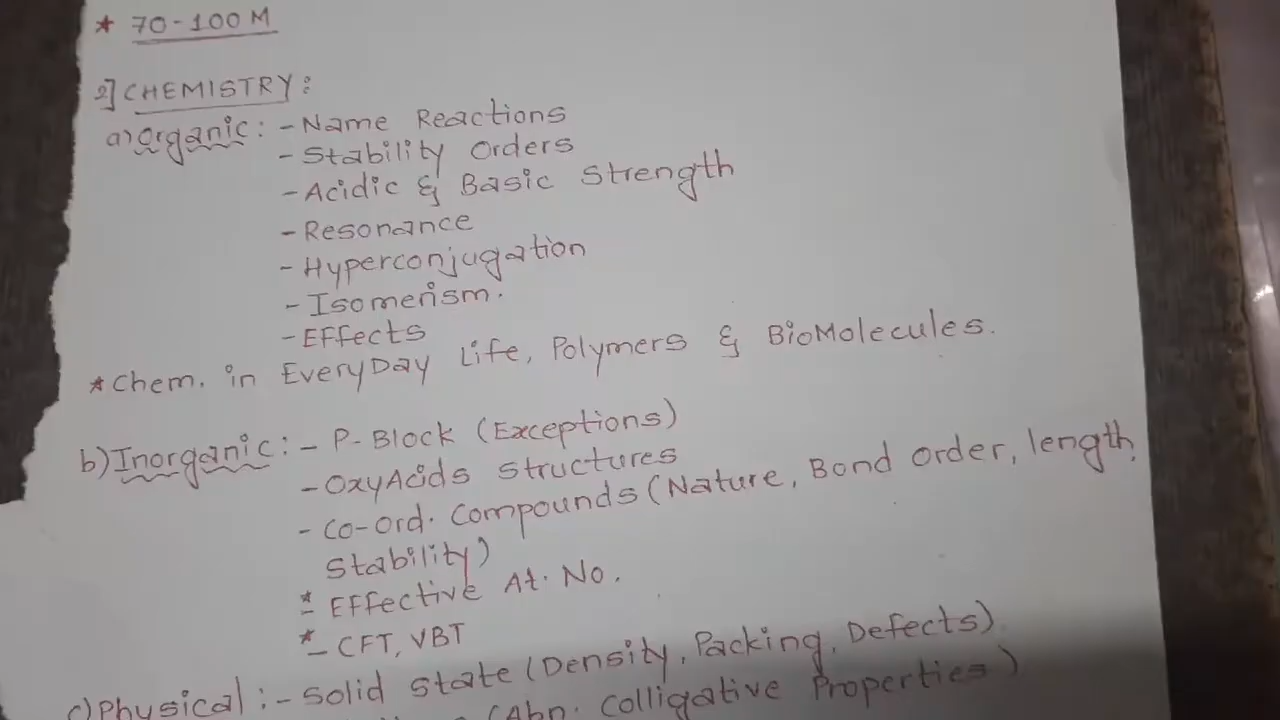 * 70-100 M
2] CHEMISTRY:
a) Organic: - Name Reactions
- Stability Orders
- Acidic & Basic Strength
- Resonance
- Hyperconjugation
- Isomerism.
- Effects
* Chem. in EveryDay Life, Polymers & BioMolecules.
b) Inorganic: - P-Block (Exceptions)
- OxyAcids Structures
- Co-ord. Compounds (Nature, Bond Order, length,
Stability)
*- Effective At. No.
*- CFT, VBT
c) Physical: - Solid State (Density, Packing, Defects)
(Abn. Colligative Properties)